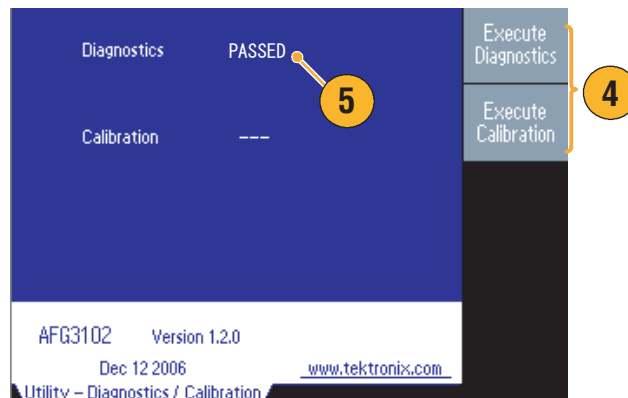 Diagnostics PASSED
Execute Diagnostics
5
4
Calibration ---
Execute Calibration
AFG3102 Version 1.2.0
Dec 12 2006 www.tektronix.com
Utility – Diagnostics / Calibration